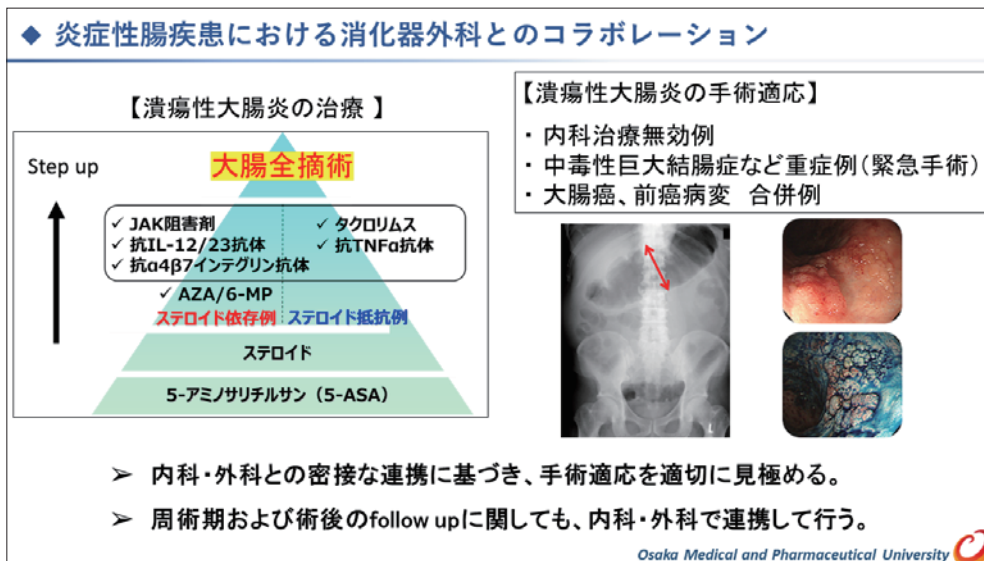 ◆ 炎症性腸疾患における消化器外科とのコラボレーション
【潰瘍性大腸炎の治療 】
Step up
大腸全摘術
✓ JAK阻害剤
✓ 抗IL-12/23抗体
✓ 抗α4β7インテグリン抗体
✓ タクロリムス
✓ 抗TNFα抗体
✓ AZA/6-MP
ステロイド依存例
ステロイド抵抗例
ステロイド
5-アミノサリチルサン（5-ASA）
【潰瘍性大腸炎の手術適応】
・ 内科治療無効例
・ 中毒性巨大結腸症など重症例（緊急手術）
・ 大腸癌、前癌病変 合併例
L
➢ 内科・外科との密接な連携に基づき、手術適応を適切に見極める。
➢ 周術期および術後のfollow upに関しても、内科・外科で連携して行う。
Osaka Medical and Pharmaceutical University